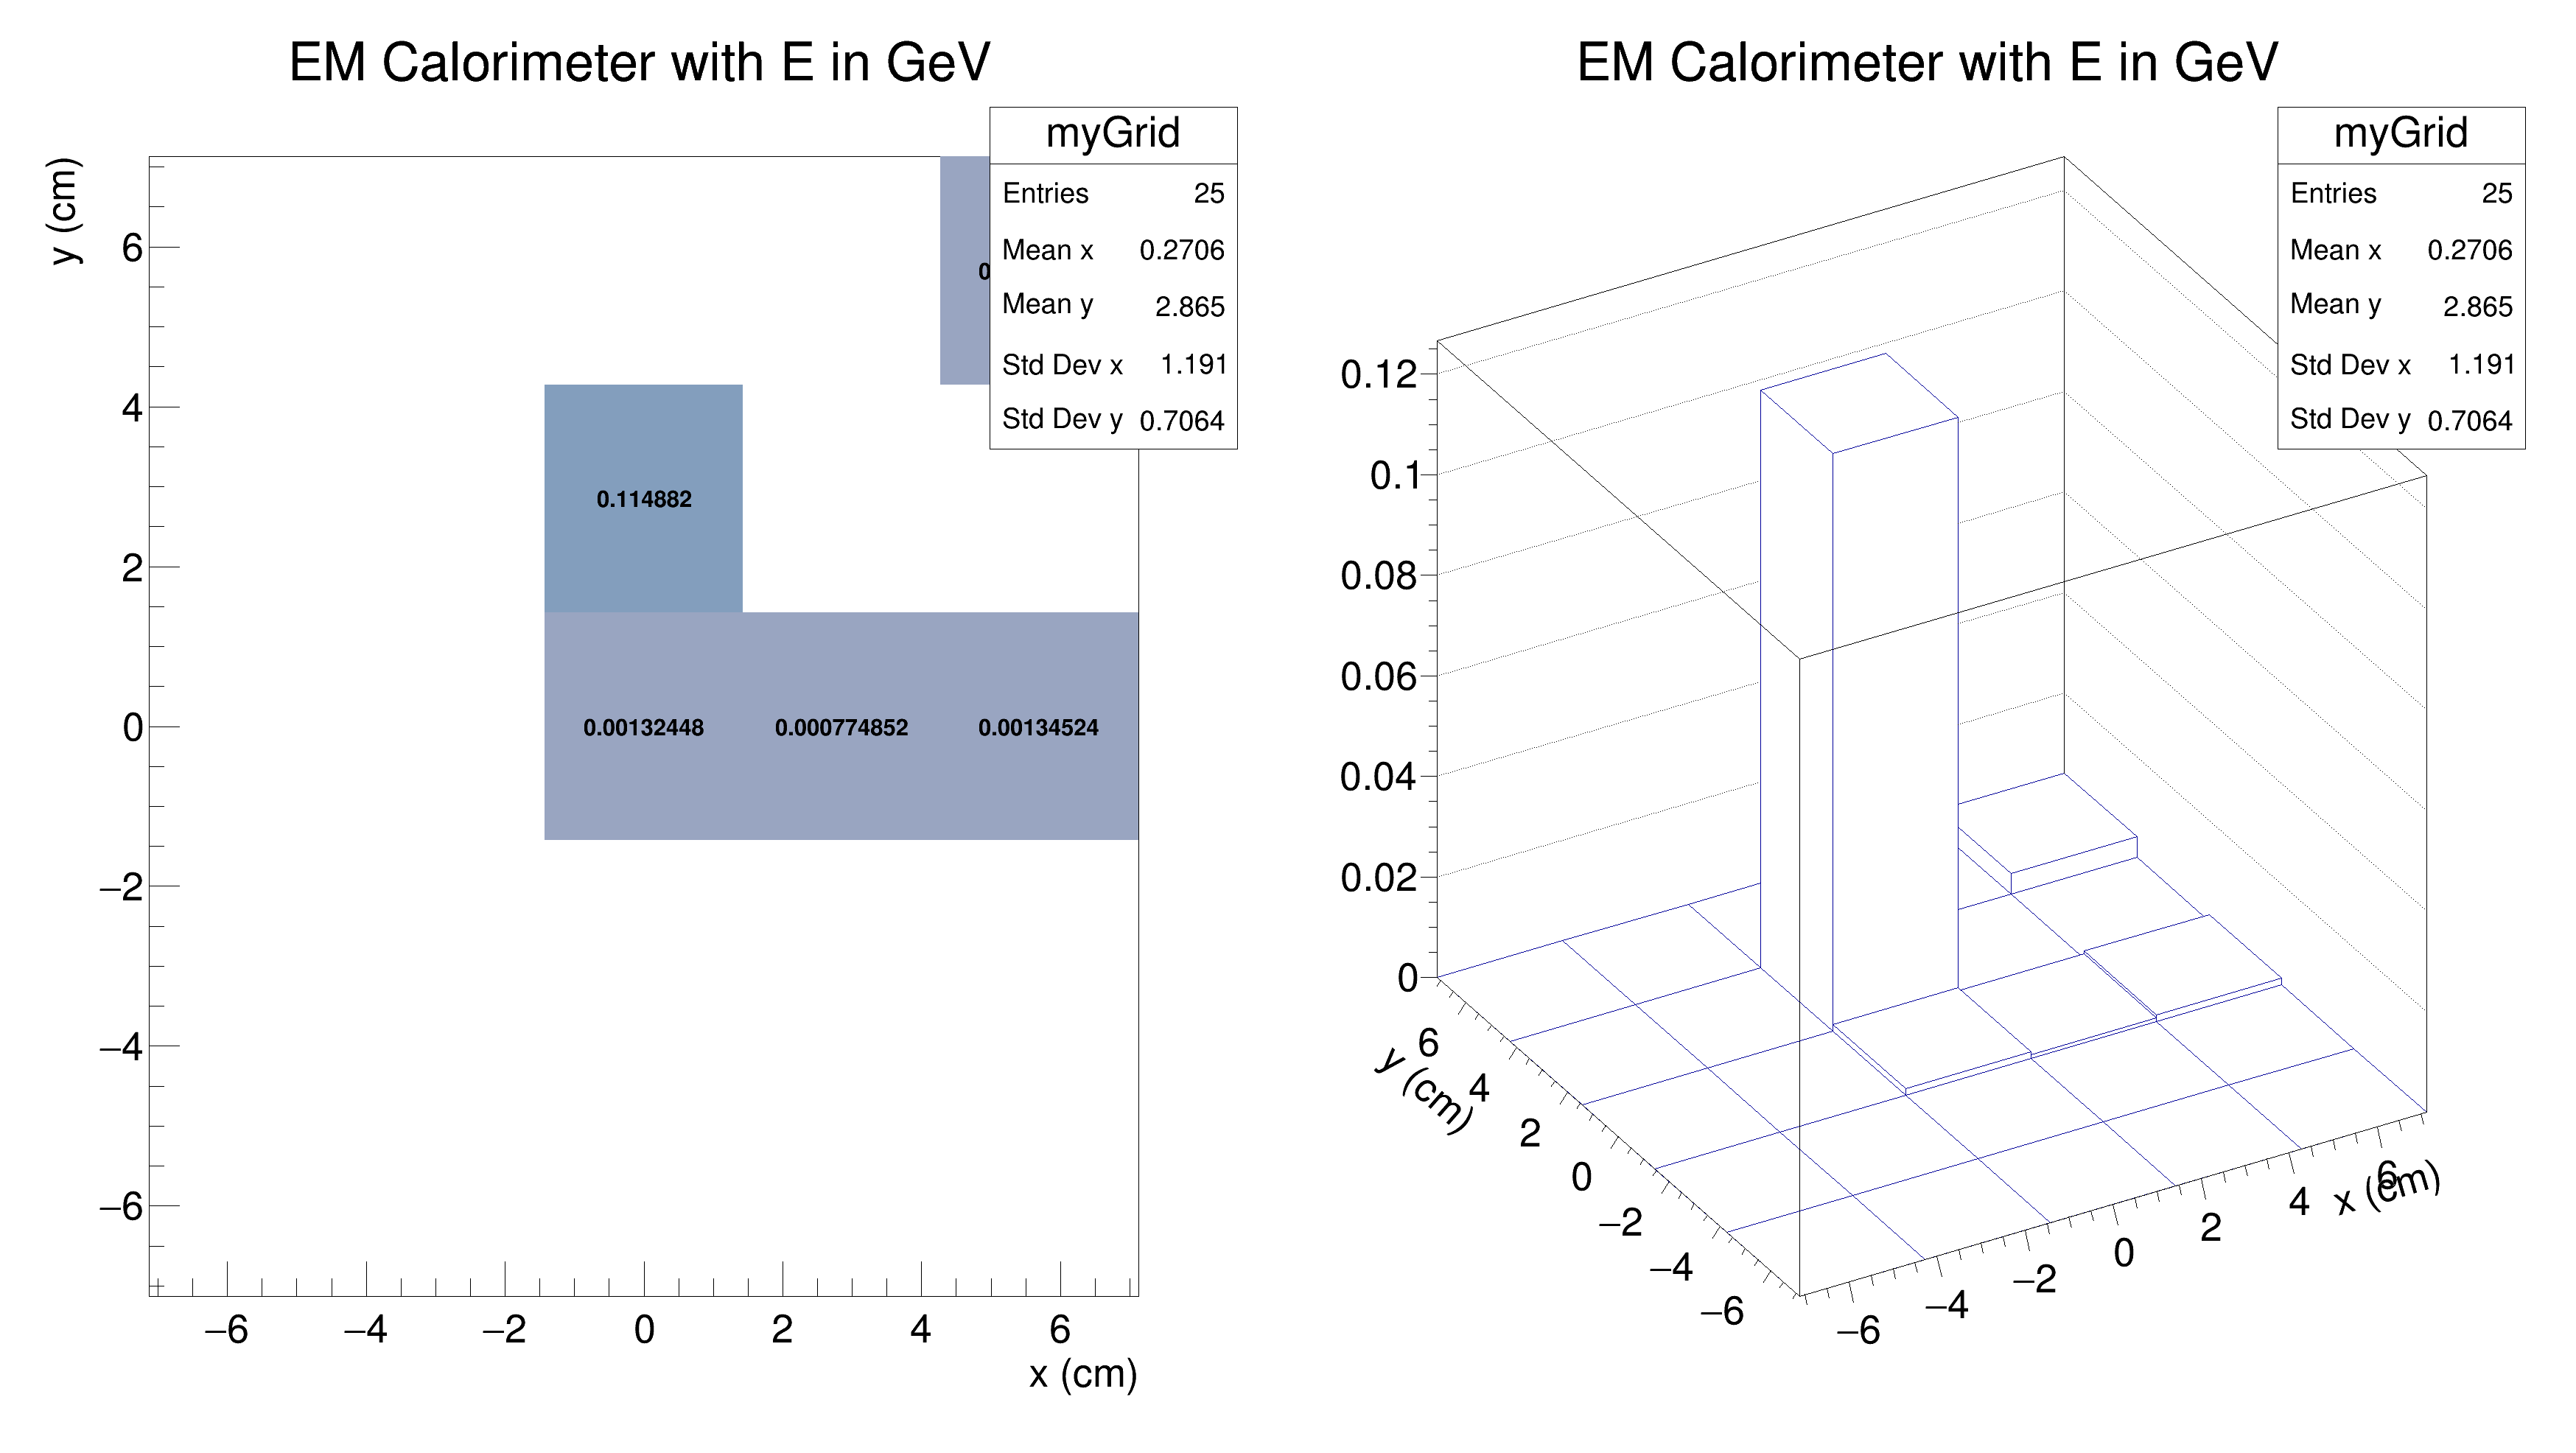 EM Calorimeter with E in GeV
myGrid
Entries 25
Mean x 0.2706
Mean y 2.865
Std Dev x 1.191
Std Dev y 0.7064
y (cm)
6
4
2
0
−2
−4
−6
0
0.114882
0.00132448 0.000774852 0.00134524
−6 −4 −2 0 2 4 6
x (cm)
EM Calorimeter with E in GeV
myGrid
Entries 25
Mean x 0.2706
Mean y 2.865
Std Dev x 1.191
Std Dev y 0.7064
0.12
0.1
0.08
0.06
0.04
0.02
0
6
4
2
0
−2
−4
−6
y (cm)
−6
−4
−2
0
2
4
6
x (cm)